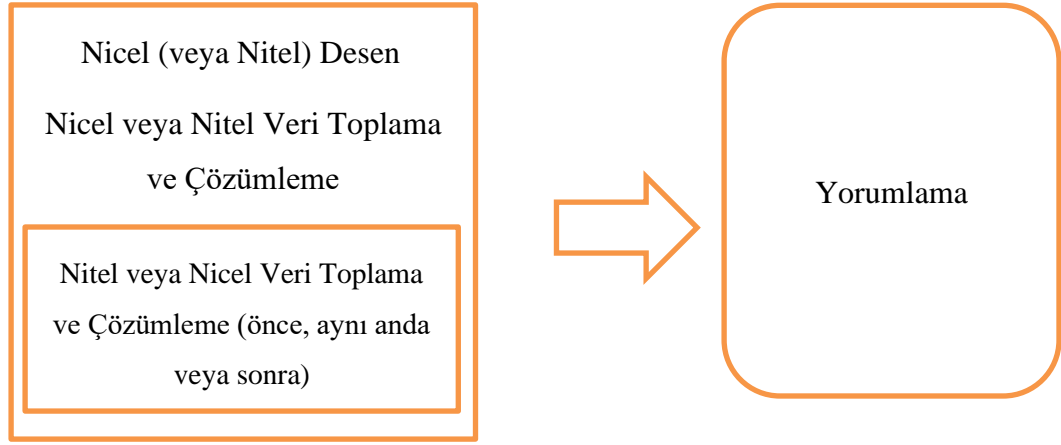 Nicel (veya Nitel) Desen
Nicel veya Nitel Veri Toplama
ve Çözümleme
Nitel veya Nicel Veri Toplama
ve Çözümleme (önce, aynı anda
veya sonra)
Yorumlama